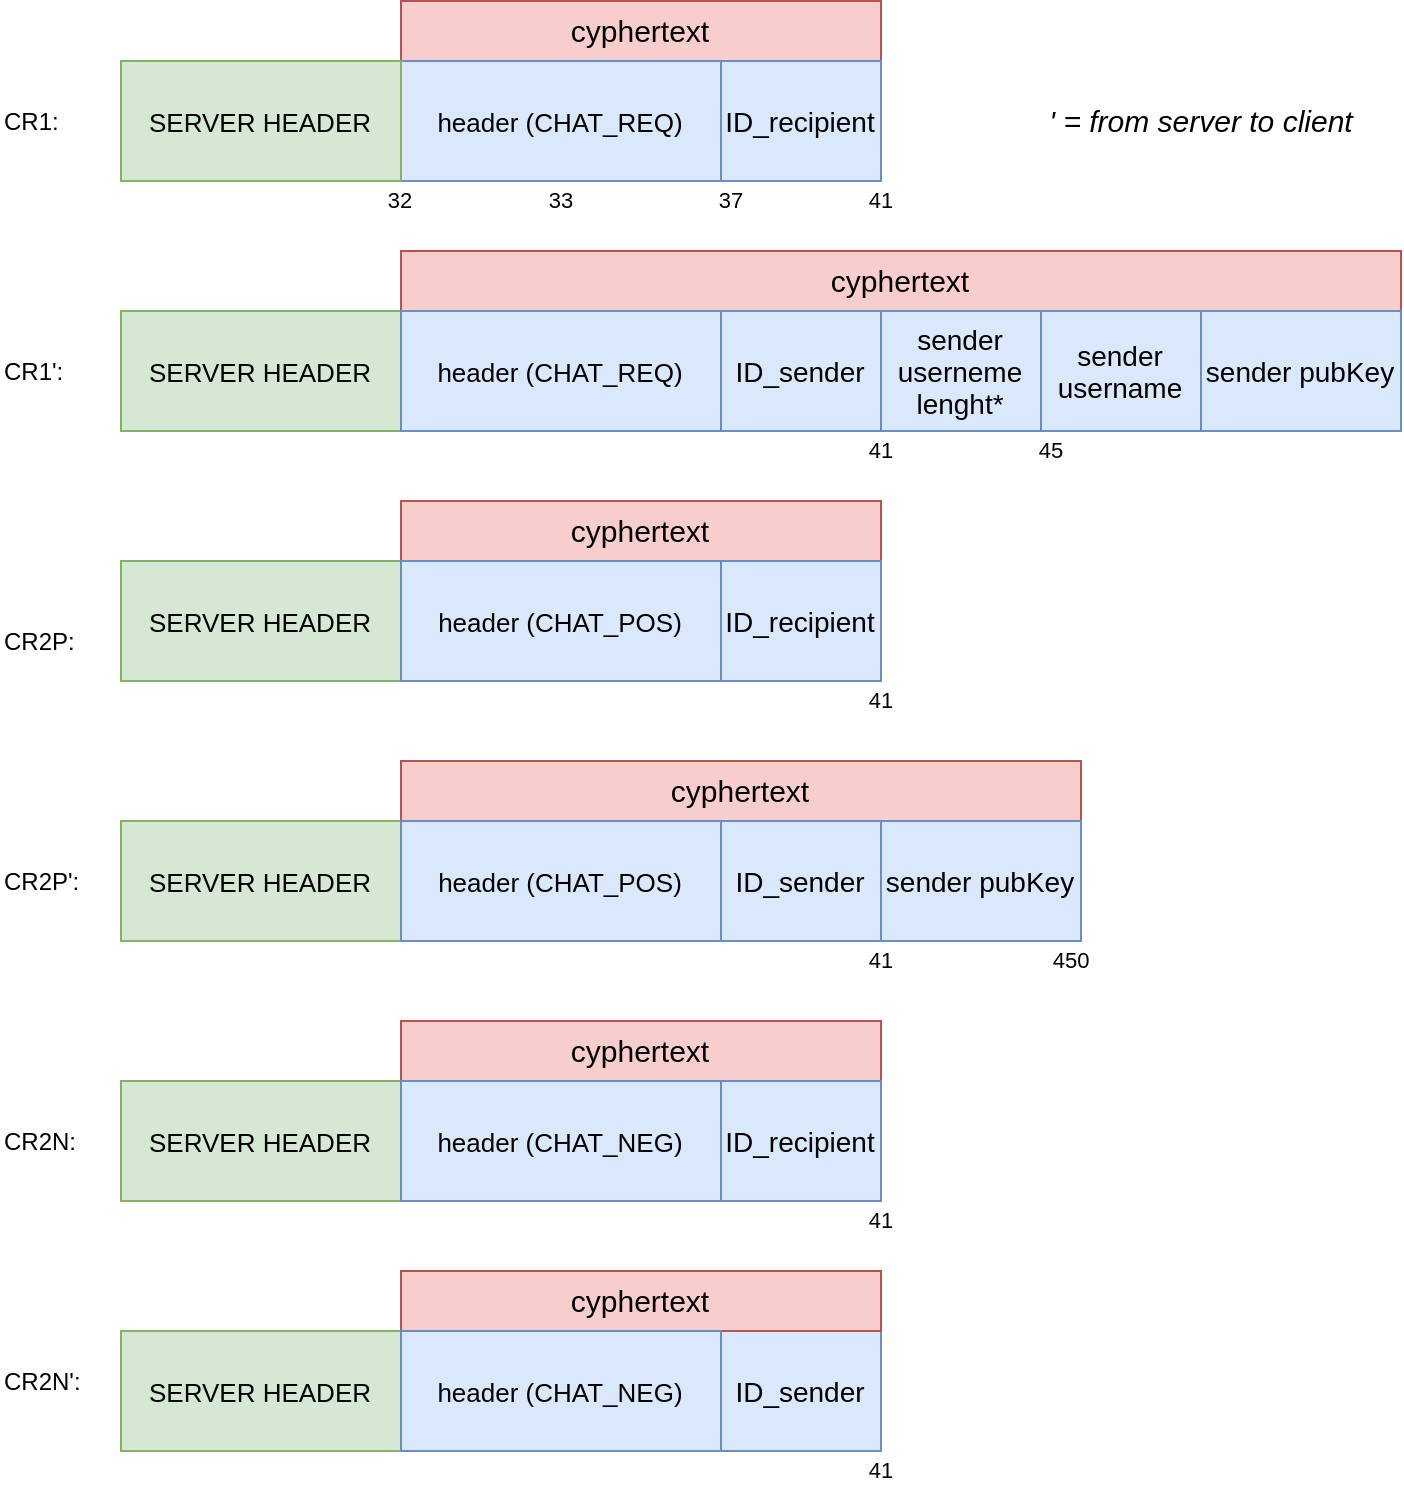 cyphertext
CR1:
SERVER HEADER
header (CHAT_REQ)
ID_recipient
' = from server to client
32
33
37
41
cyphertext
CR1':
SERVER HEADER
header (CHAT_REQ)
ID_sender
sender
userneme
lenght*
sender
username
sender pubKey
41
45
cyphertext
CR2P:
SERVER HEADER
header (CHAT_POS)
ID_recipient
41
cyphertext
CR2P':
SERVER HEADER
header (CHAT_POS)
ID_sender
sender pubKey
41
450
cyphertext
CR2N:
SERVER HEADER
header (CHAT_NEG)
ID_recipient
41
cyphertext
CR2N':
SERVER HEADER
header (CHAT_NEG)
ID_sender
41